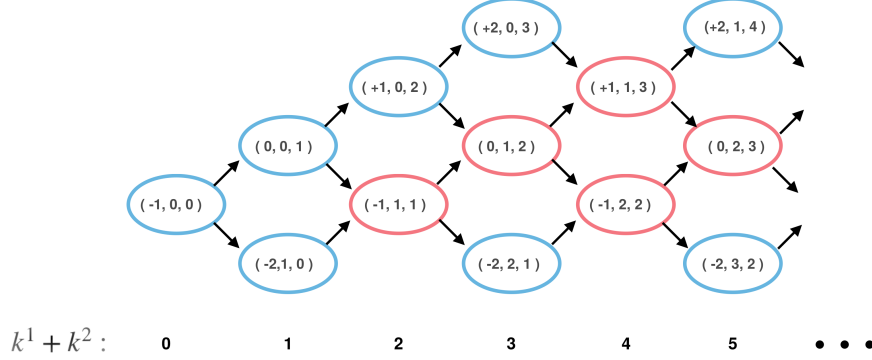 ( +2, 0, 3 ) ( +2, 1, 4 )
( +1, 0, 2 ) ( +1, 1, 3 )
( 0, 0, 1 ) ( 0, 1, 2 ) ( 0, 2, 3 )
( -1, 0, 0 ) ( -1, 1, 1 ) ( -1, 2, 2 )
( -2,1, 0 ) ( -2, 2, 1 ) ( -2, 3, 2 )
k¹ + k² : 0 1 2 3 4 5 • • •